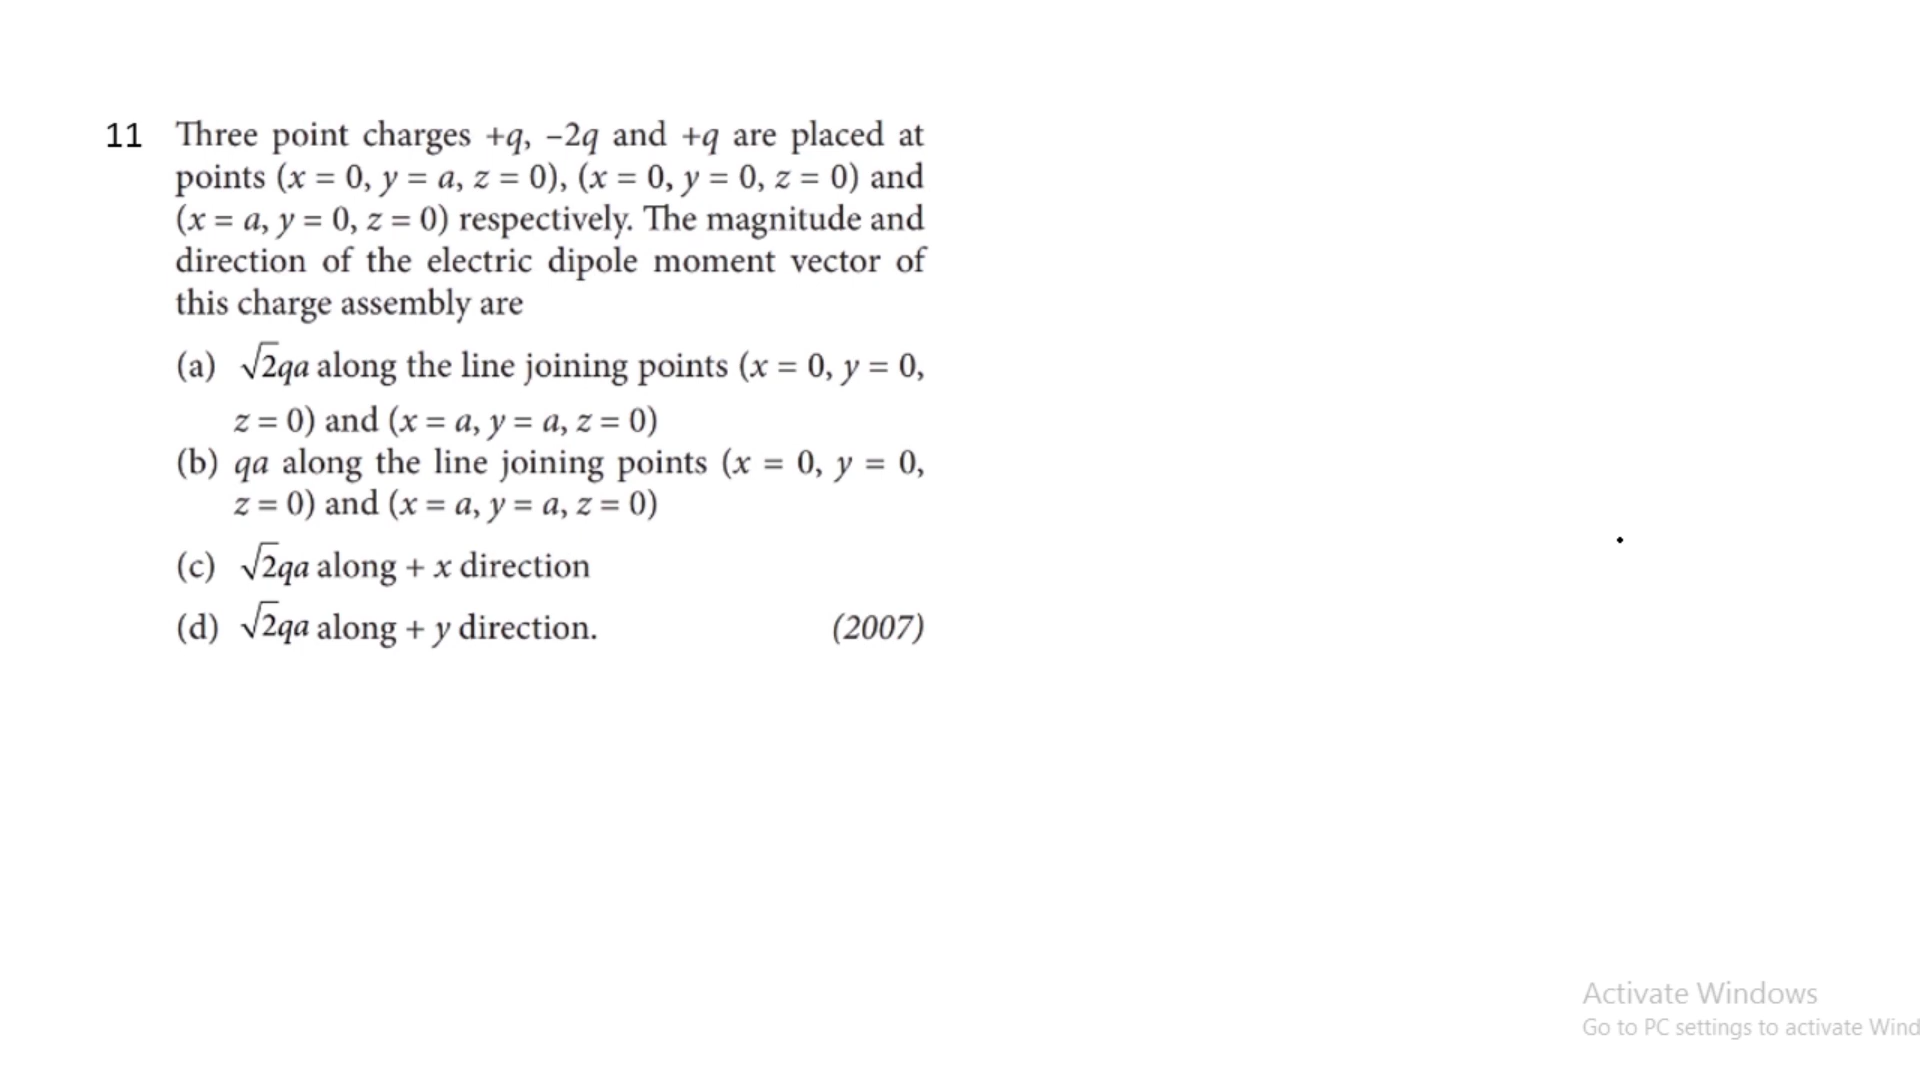 11 Three point charges +q, –2q and +q are placed at
points (x = 0, y = a, z = 0), (x = 0, y = 0, z = 0) and
(x = a, y = 0, z = 0) respectively. The magnitude and
direction of the electric dipole moment vector of
this charge assembly are
(a) √2qa along the line joining points (x = 0, y = 0,
z = 0) and (x = a, y = a, z = 0)
(b) qa along the line joining points (x = 0, y = 0,
z = 0) and (x = a, y = a, z = 0)
(c) √2qa along + x direction
(d) √2qa along + y direction. (2007)
Activate Windows
Go to PC settings to activate Wind